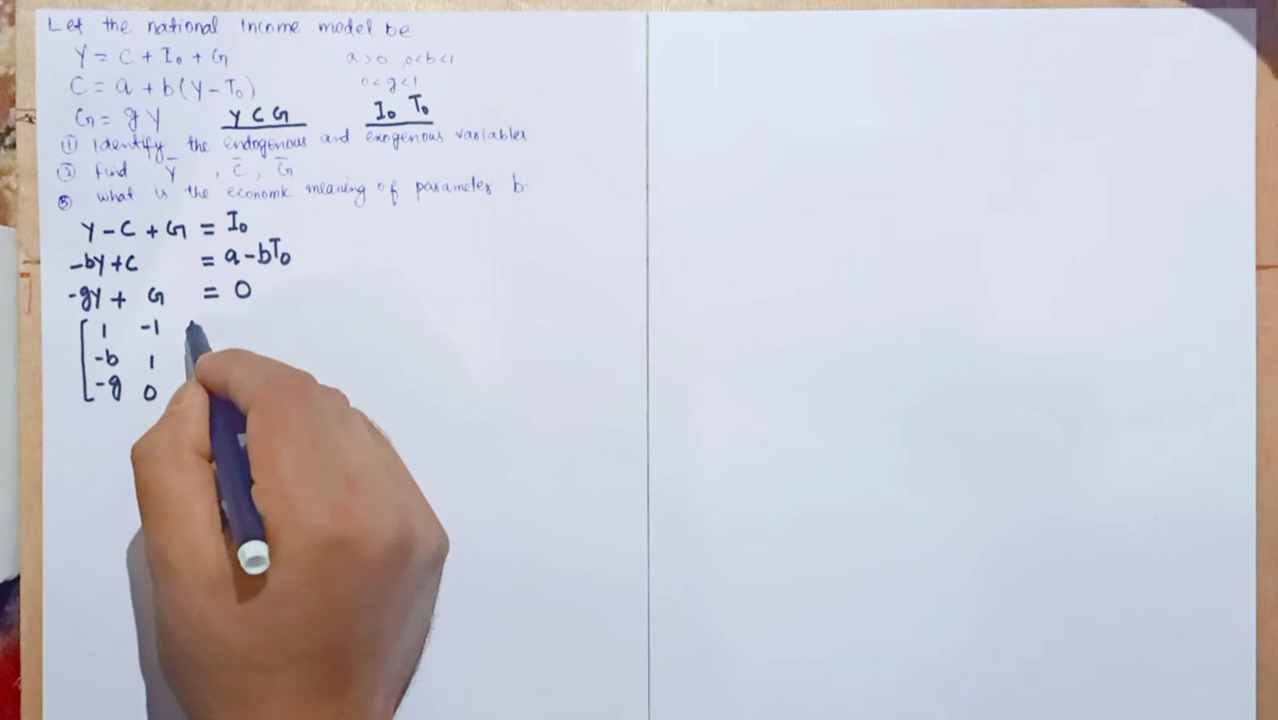 Let the national Income model be
Y = C + I₀ + G a>0 , 0<b<1
C = a + b(Y-T₀) 0<g<1
G = gY Y C G I₀ T₀
① Identify the endogenous and exogenous variables
② Find Y̅ , C̅ , G̅
③ what is the economic meaning of parameter b.
Y - C + G = I₀
-bY + C = a - bT₀
-gY + G = 0
1 -1
-b 1
-g 0